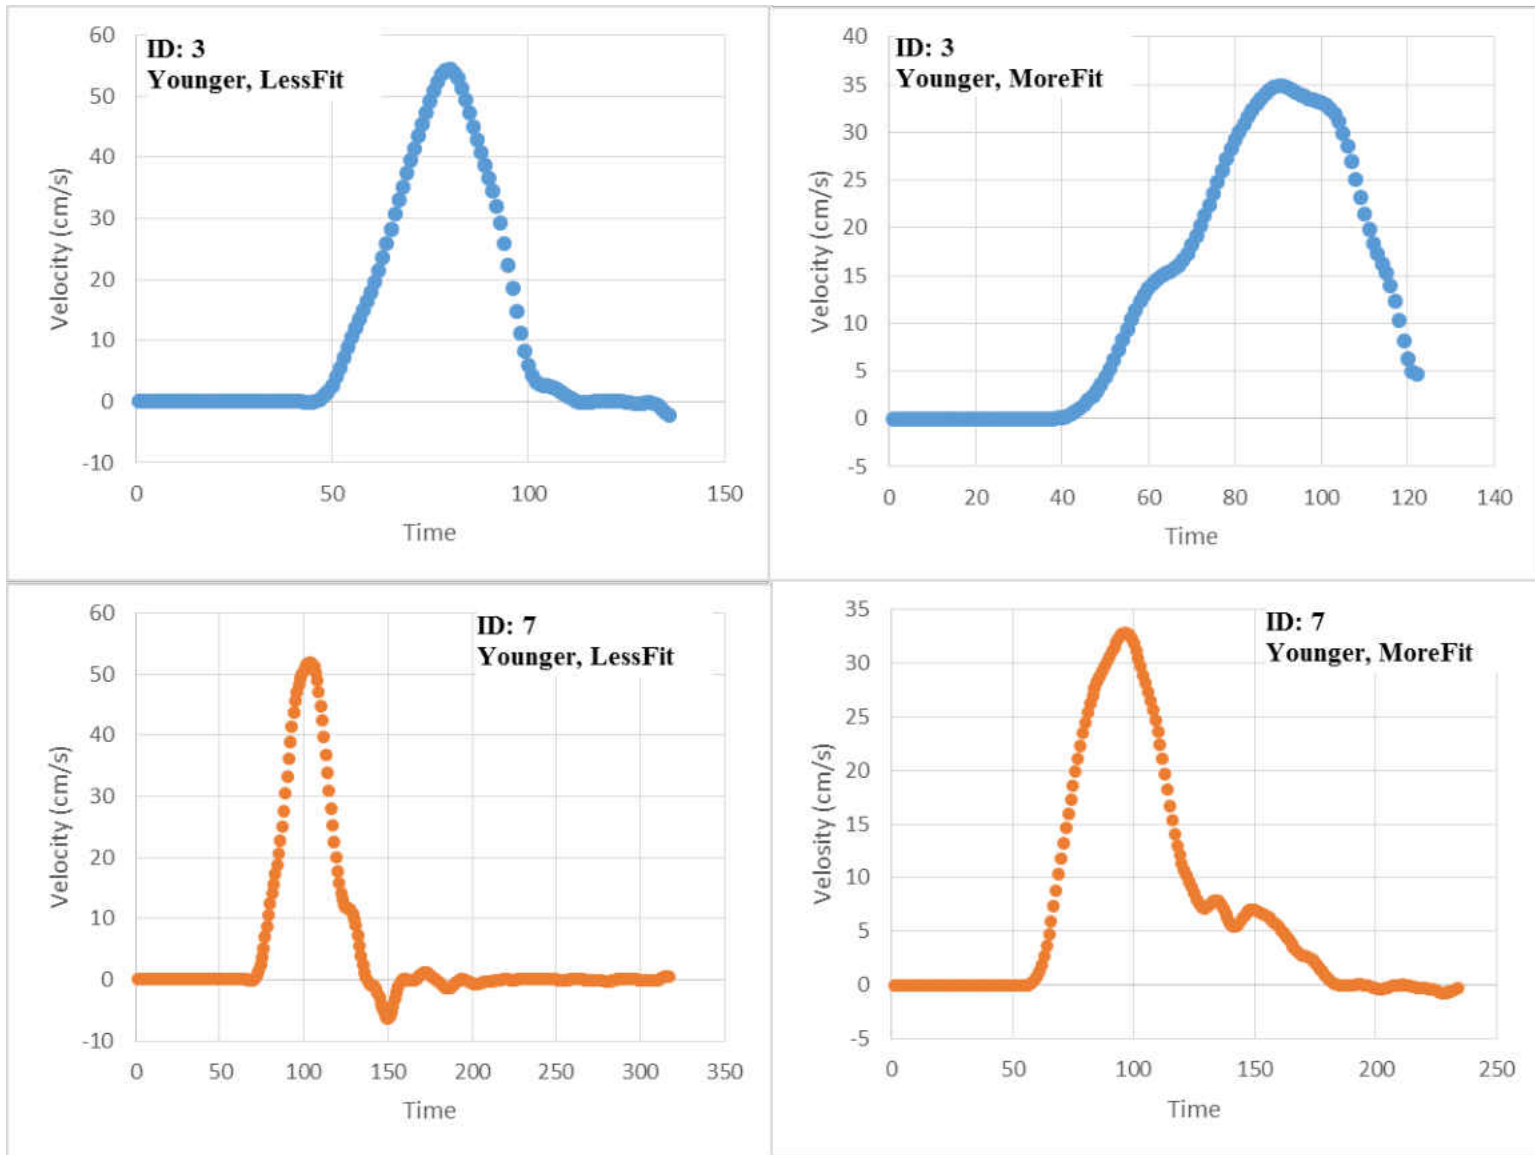 ID: 3
Younger, LessFit
60
50
40
30
20
10
0
-10
Velocity (cm/s)
0 50 100 150
Time
ID: 3
Younger, MoreFit
40
35
30
25
20
15
10
5
0
-5
Velocity (cm/s)
0 20 40 60 80 100 120 140
Time
ID: 7
Younger, LessFit
60
50
40
30
20
10
0
-10
Velocity (cm/s)
0 50 100 150 200 250 300 350
Time
ID: 7
Younger, MoreFit
35
30
25
20
15
10
5
0
-5
Velosity (cm/s)
0 50 100 150 200 250
Time